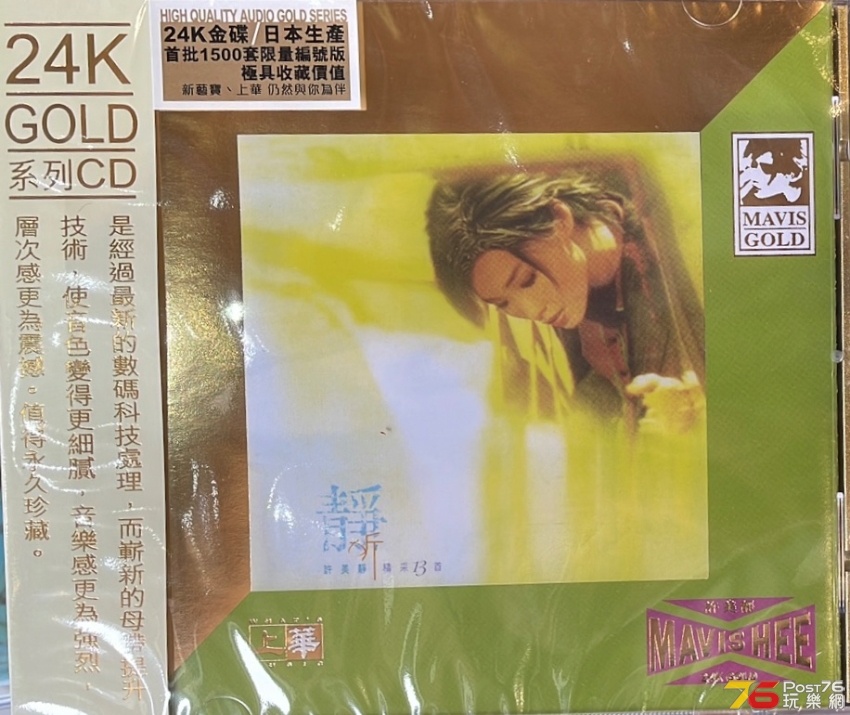 24K
GOLD
系列CD
是經過最新的數碼科技處理，而嶄新的母帶提升
技術，使音色變得更細膩，音樂感更為強烈，
層次感更為震撼。值得永久珍藏。
HIGH QUALITY AUDIO GOLD SERIES
24K金碟/日本生產
首批1500套限量編號版
極具收藏價值
新藝寶、上華 仍然與你為伴
MAVIS
GOLD
靜
聽
許美靜 精采13首
WHAT'S
上華
MUSIC
許美靜
MAVIS HEE
76 POST76
玩樂網